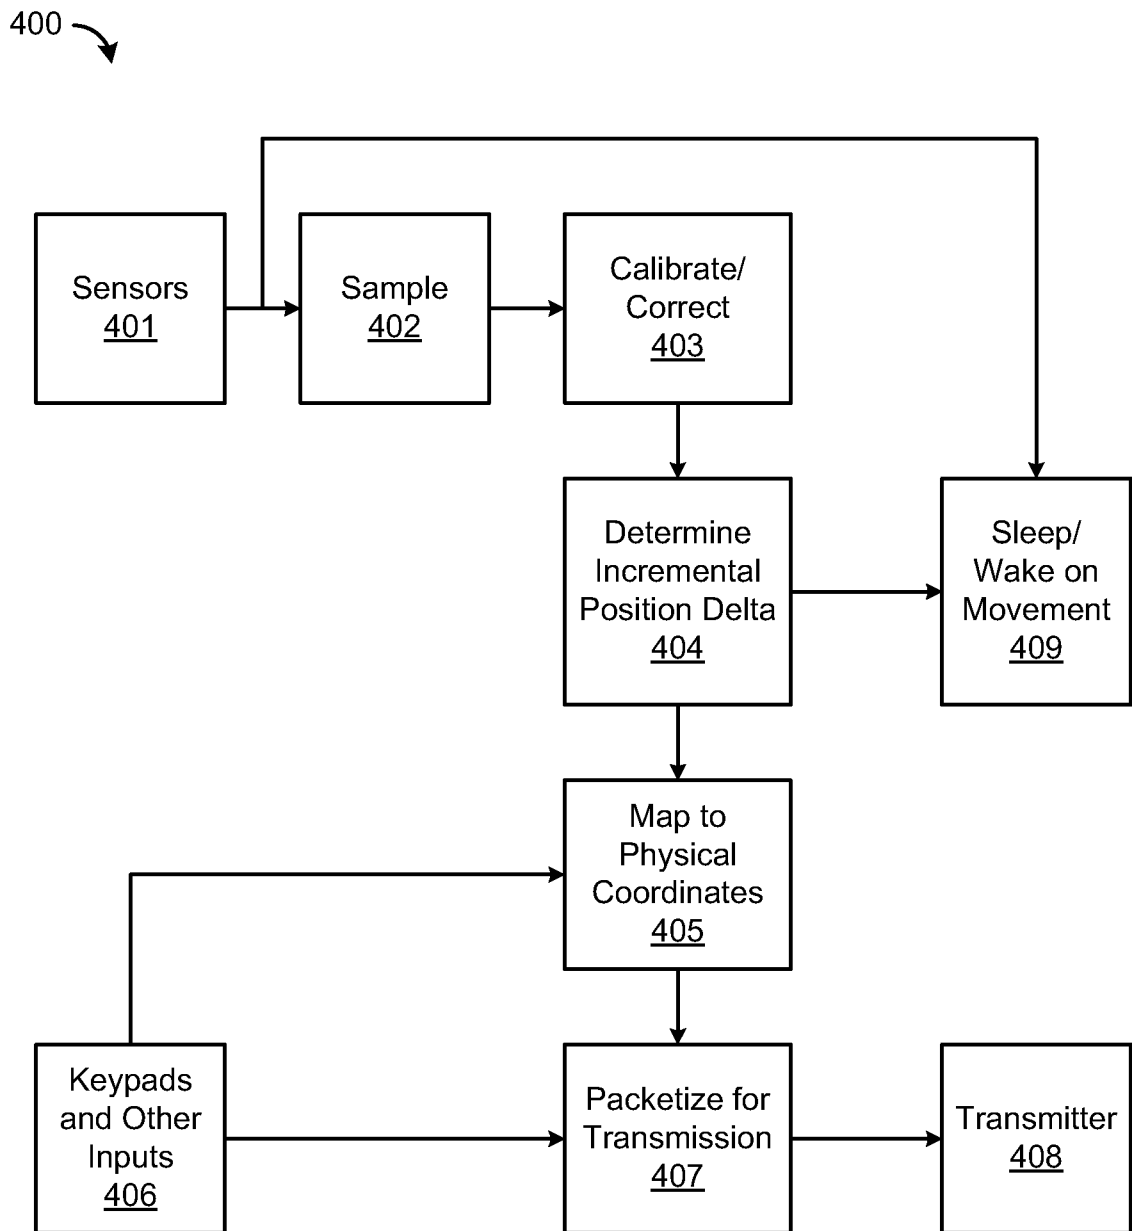 400
Sensors
401
Sample
402
Calibrate/
Correct
403
Determine
Incremental
Position Delta
404
Sleep/
Wake on
Movement
409
Map to
Physical
Coordinates
405
Keypads
and Other
Inputs
406
Packetize for
Transmission
407
Transmitter
408